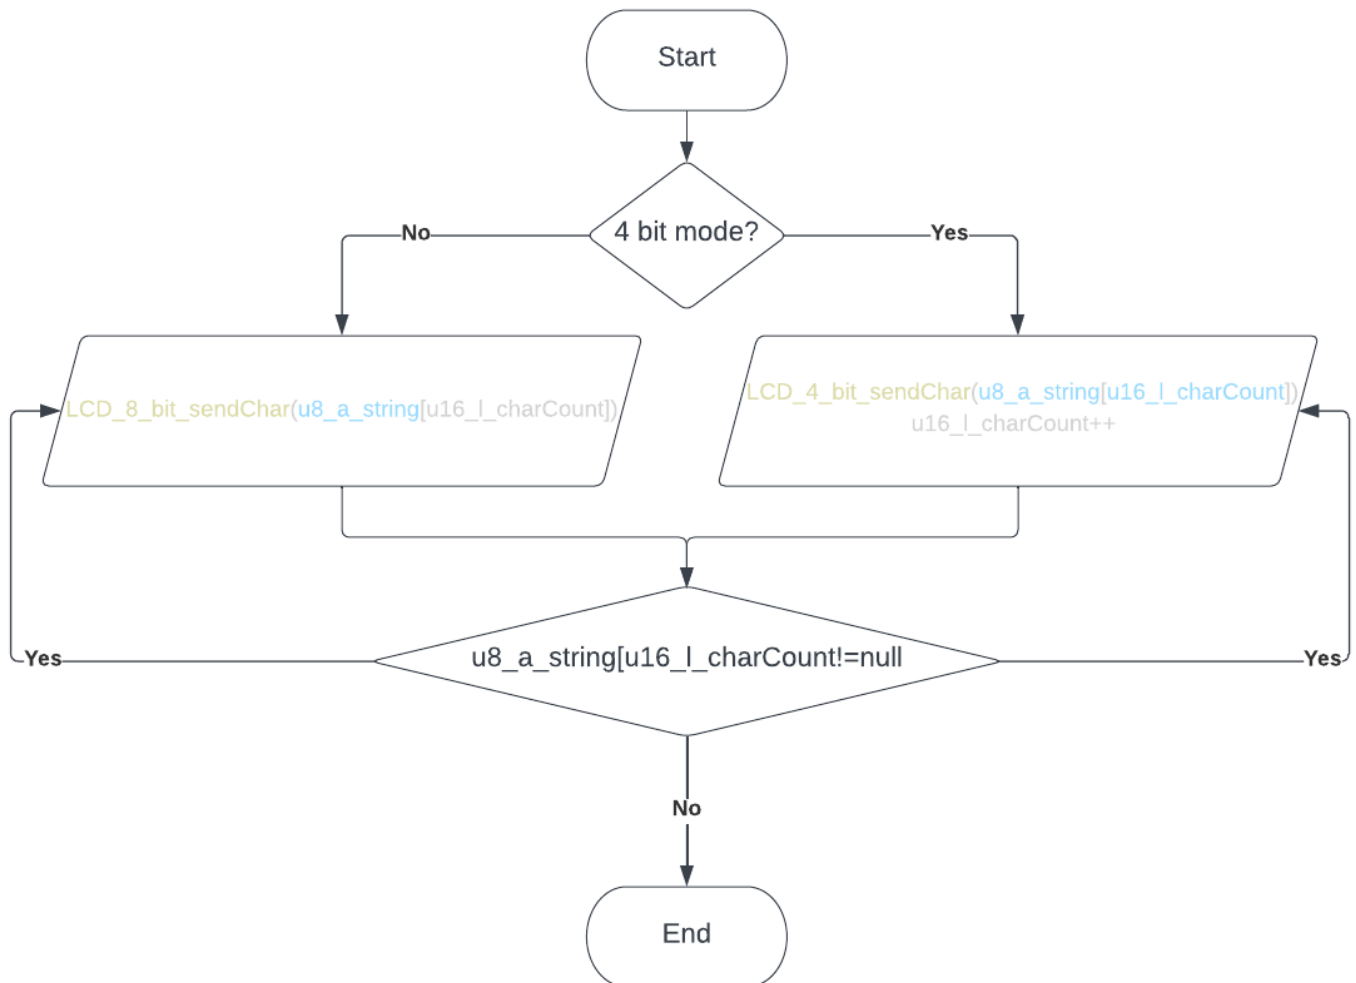 Start
4 bit mode?
No
Yes
LCD_8_bit_sendChar(u8_a_string[u16_l_charCount])
LCD_4_bit_sendChar(u8_a_string[u16_l_charCount])
u16_l_charCount++
u8_a_string[u16_l_charCount!=null
Yes
Yes
No
End